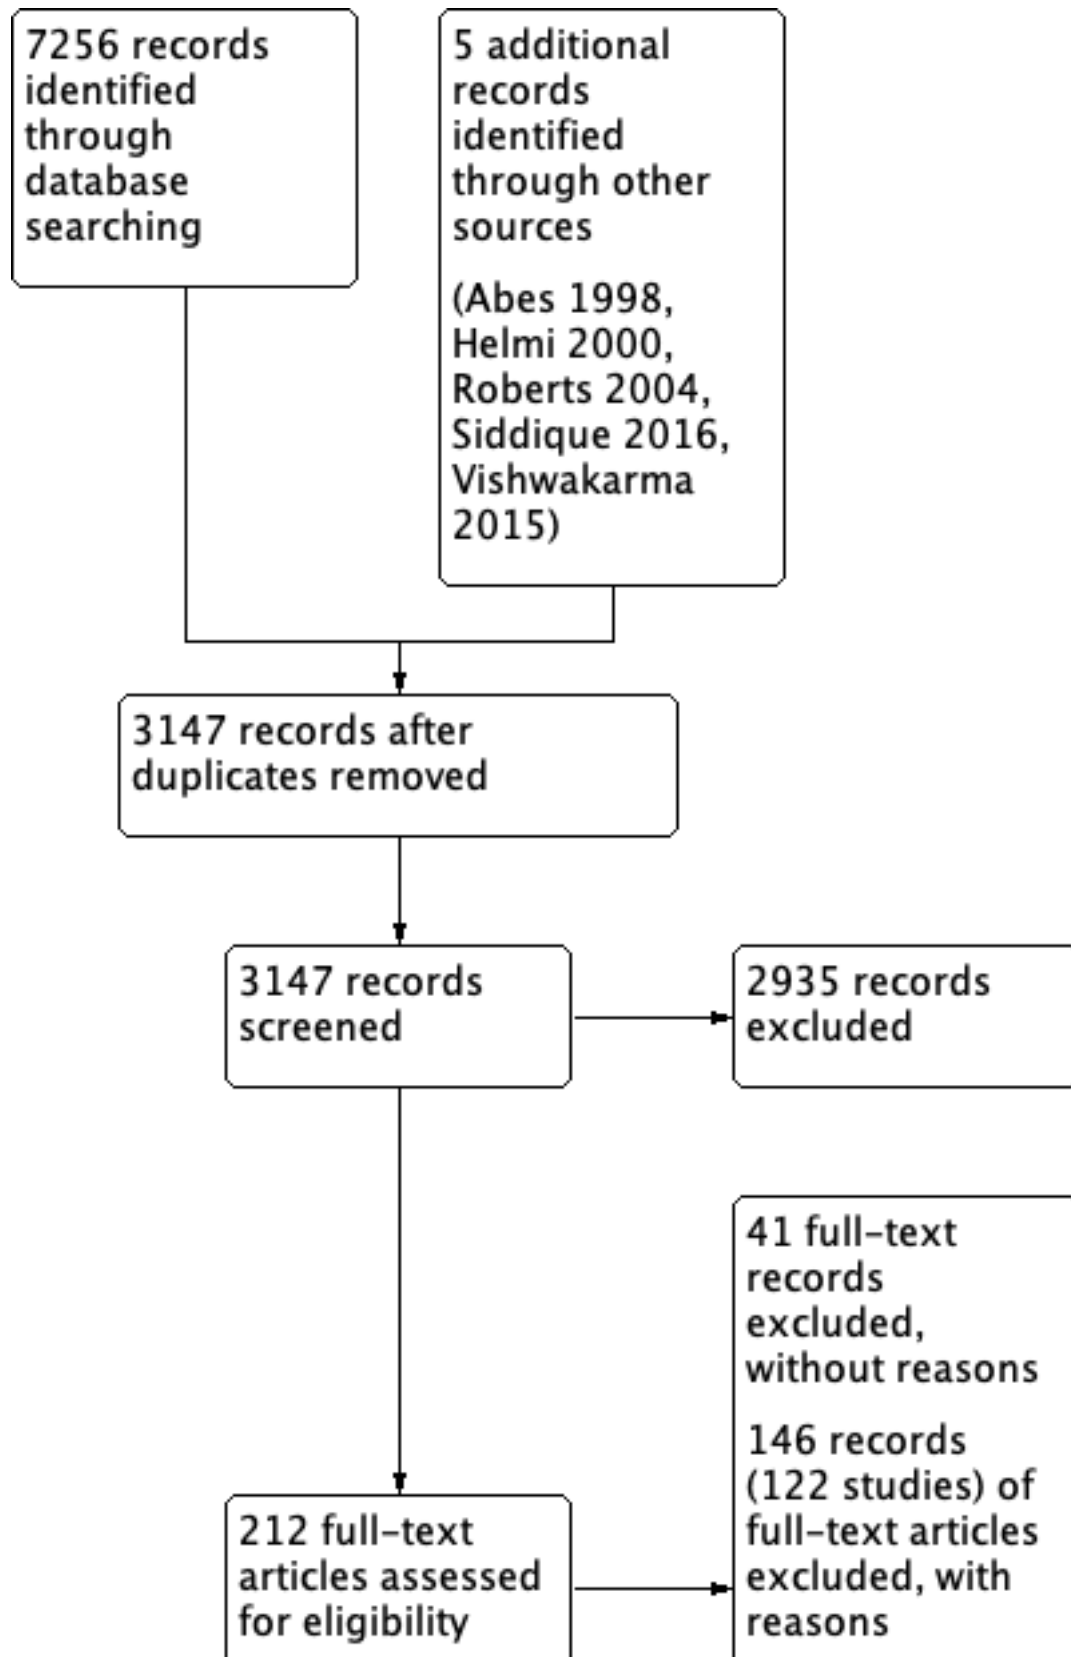 7256 records
identified
through
database
searching
5 additional
records
identified
through other
sources
(Abes 1998,
Helmi 2000,
Roberts 2004,
Siddique 2016,
Vishwakarma
2015)
3147 records after
duplicates removed
3147 records
screened
2935 records
excluded
41 full-text
records
excluded,
without reasons
146 records
(122 studies) of
full-text articles
excluded, with
reasons
212 full-text
articles assessed
for eligibility